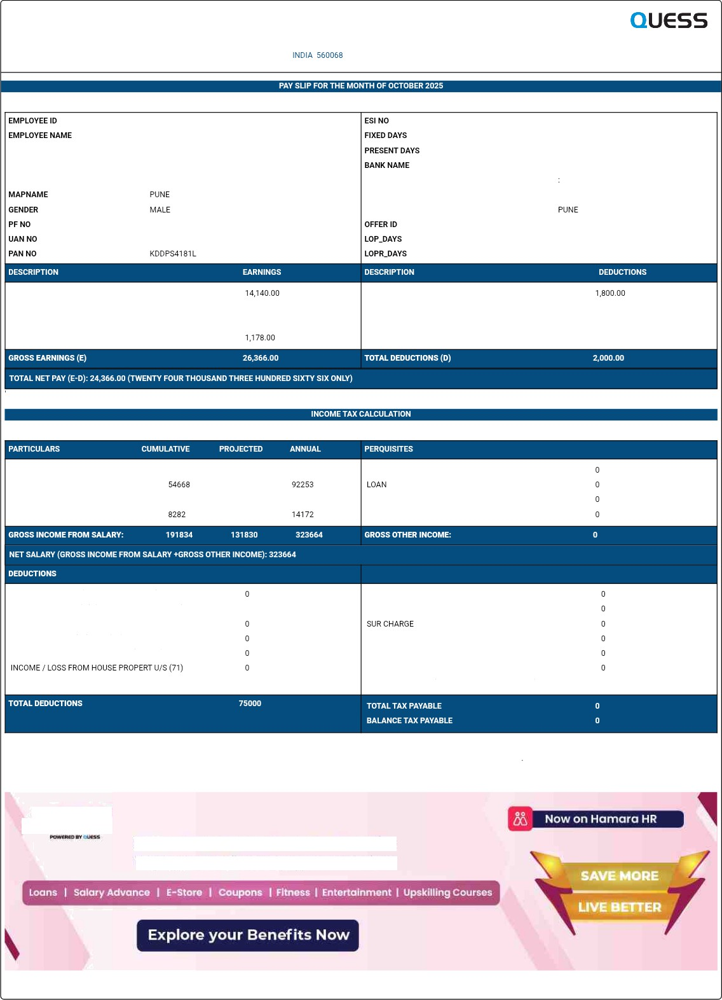 QUESS
INDIA 560068
PAY SLIP FOR THE MONTH OF OCTOBER 2025
EMPLOYEE ID ESI NO
EMPLOYEE NAME FIXED DAYS
PRESENT DAYS
BANK NAME
:
MAPNAME PUNE
GENDER MALE PUNE
PF NO OFFER ID
UAN NO LOP_DAYS
PAN NO KDDPS4181L LOPR_DAYS
DESCRIPTION EARNINGS DESCRIPTION DEDUCTIONS
14,140.00 1,800.00
1,178.00
GROSS EARNINGS (E) 26,366.00 TOTAL DEDUCTIONS (D) 2,000.00
TOTAL NET PAY (E-D): 24,366.00 (TWENTY FOUR THOUSAND THREE HUNDRED SIXTY SIX ONLY)
INCOME TAX CALCULATION
PARTICULARS CUMULATIVE PROJECTED ANNUAL PERQUISITES
0
54668 92253 LOAN 0
0
8282 14172 0
GROSS INCOME FROM SALARY: 191834 131830 323664 GROSS OTHER INCOME: 0
NET SALARY (GROSS INCOME FROM SALARY +GROSS OTHER INCOME): 323664
DEDUCTIONS
0 0
0
0 SUR CHARGE 0
0 0
0 0
INCOME / LOSS FROM HOUSE PROPERT U/S (71) 0 0
TOTAL DEDUCTIONS 75000 TOTAL TAX PAYABLE 0
BALANCE TAX PAYABLE 0
Now on Hamara HR
POWERED BY QUESS
SAVE MORE
Loans | Salary Advance | E-Store | Coupons | Fitness | Entertainment | Upskilling Courses
LIVE BETTER
Explore your Benefits Now